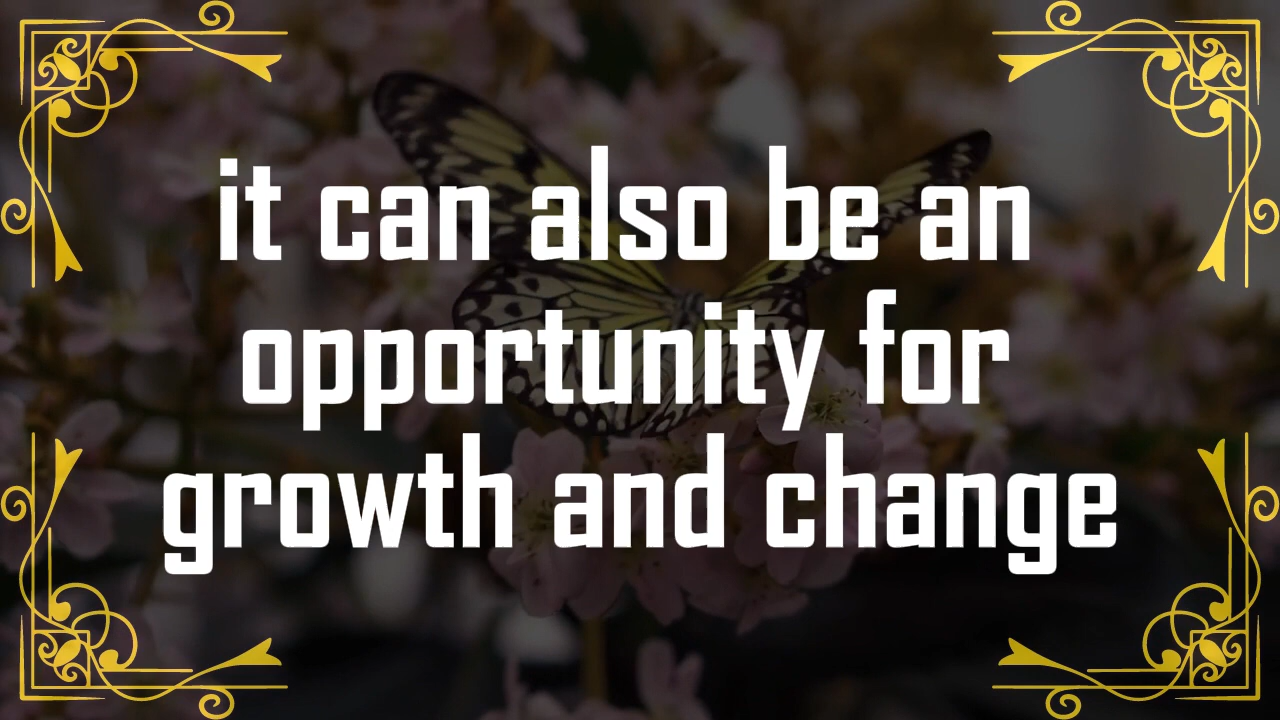 it can also be an
opportunity for
growth and change